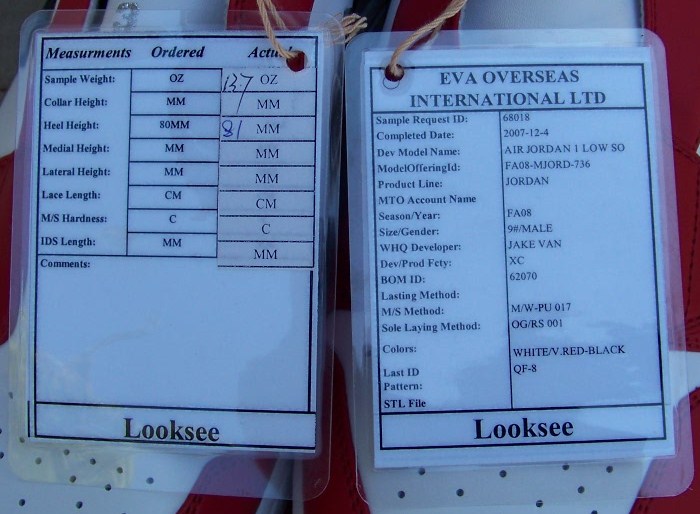 Measurments Ordered Actu
Sample Weight: OZ 13.7 OZ
Collar Height: MM MM
Heel Height: 80MM 81 MM
Medial Height: MM MM
Lateral Height: MM MM
Lace Length: CM CM
M/S Hardness: C C
IDS Length: MM MM
Comments:
Looksee
EVA OVERSEAS
INTERNATIONAL LTD
Sample Request ID: 68018
Completed Date: 2007-12-4
Dev Model Name: AIR JORDAN 1 LOW SO
ModelOfferingId: FA08-MJORD-736
Product Line: JORDAN
MTO Account Name
Season/Year: FA08
Size/Gender: 9#/MALE
WHQ Developer: JAKE VAN
Dev/Prod Fcty: XC
BOM ID: 62070
Lasting Method:
M/S Method: M/W-PU 017
Sole Laying Method: OG/RS 001
Colors: WHITE/V.RED-BLACK
Last ID QF-8
Pattern:
STL File
Looksee